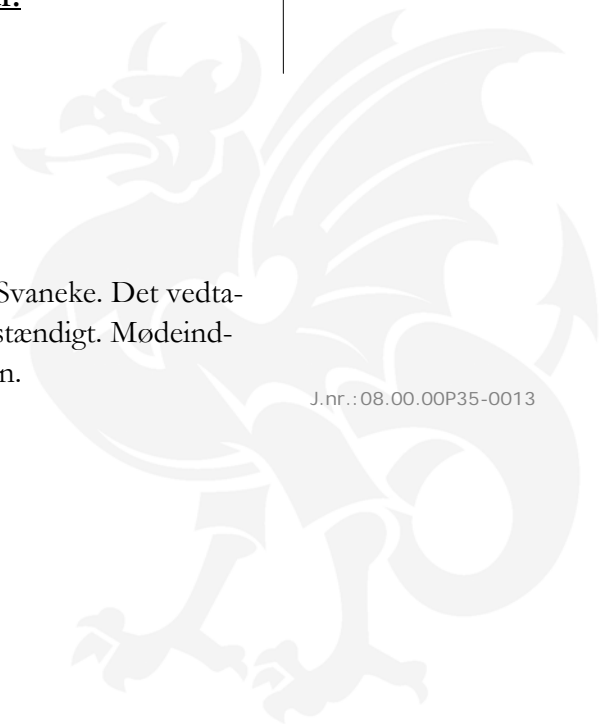 Svaneke. Det vedta-
stændigt. Mødeind-
n.
J.nr.: 08.00.00P35-0013